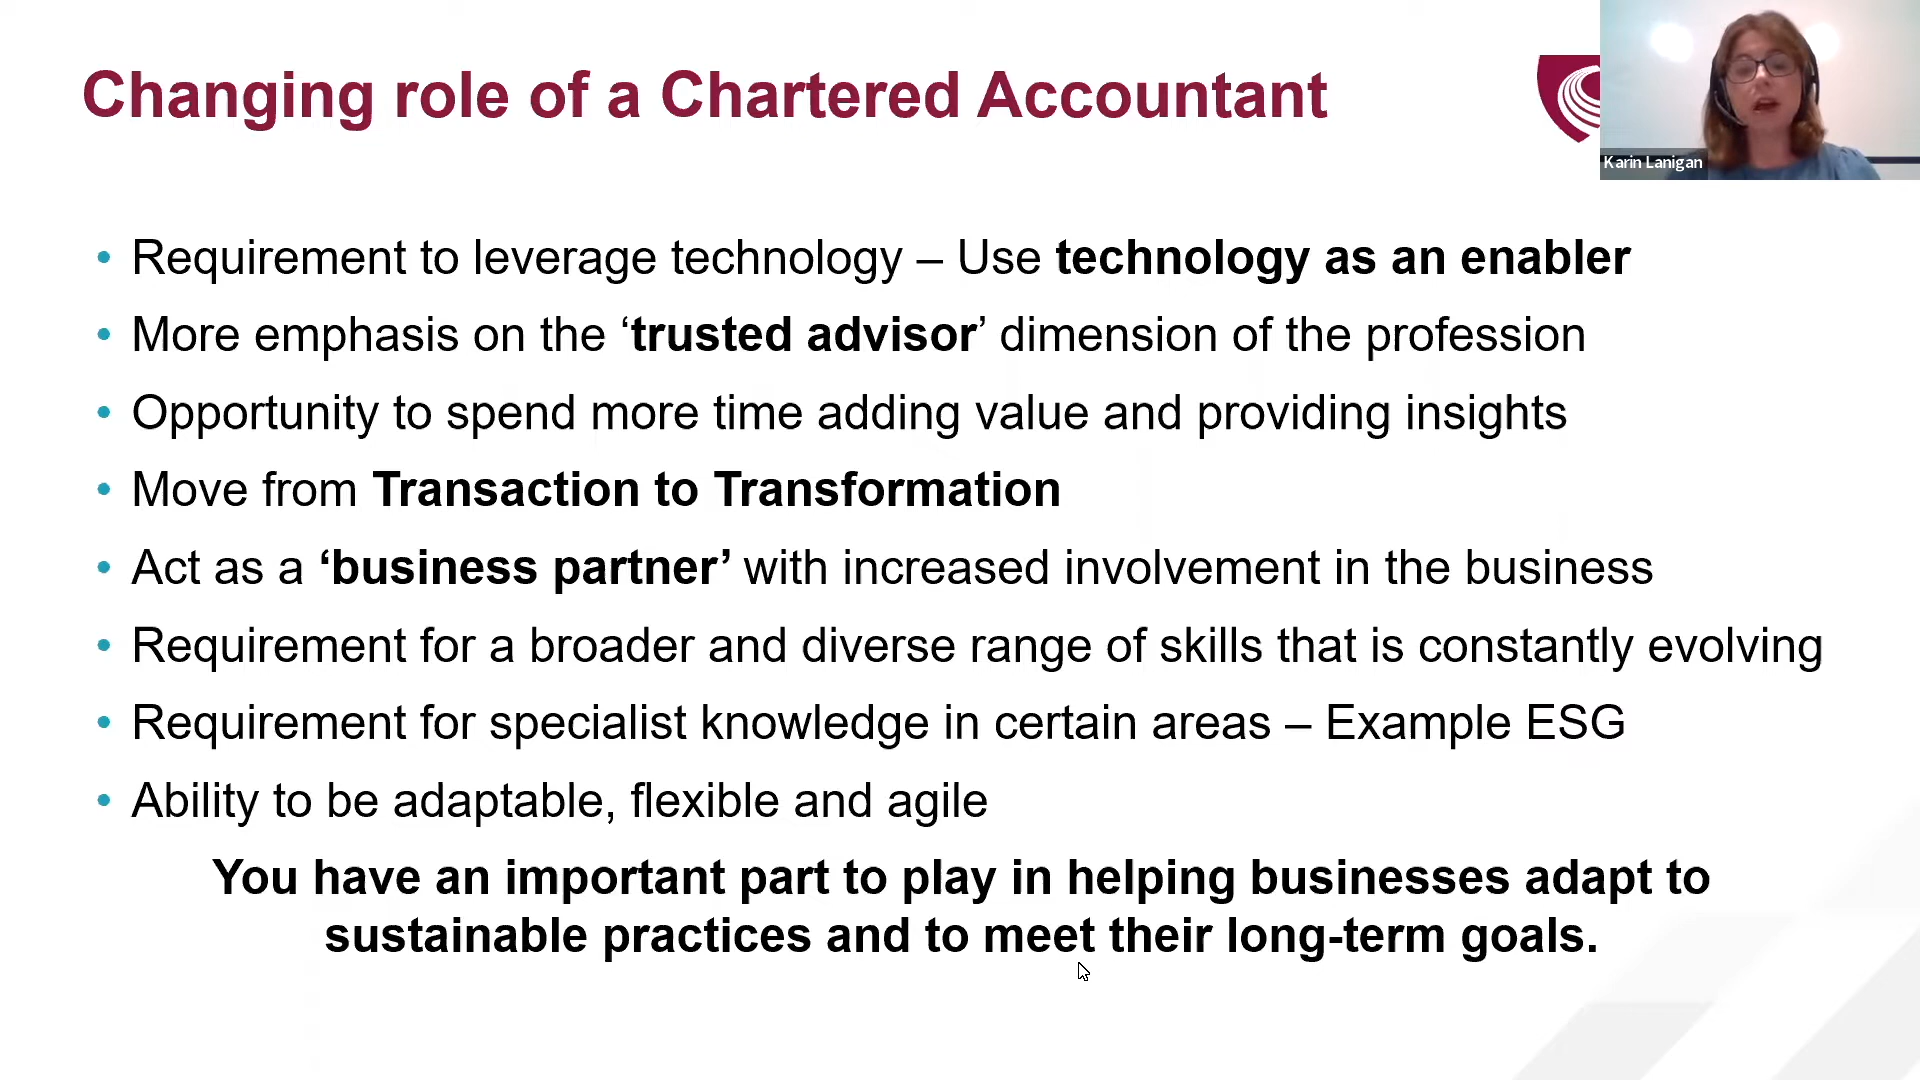 Changing role of a Chartered Accountant
Karin Lanigan
• Requirement to leverage technology – Use technology as an enabler
• More emphasis on the ‘trusted advisor’ dimension of the profession
• Opportunity to spend more time adding value and providing insights
• Move from Transaction to Transformation
• Act as a ‘business partner’ with increased involvement in the business
• Requirement for a broader and diverse range of skills that is constantly evolving
• Requirement for specialist knowledge in certain areas – Example ESG
• Ability to be adaptable, flexible and agile
You have an important part to play in helping businesses adapt to
sustainable practices and to meet their long-term goals.